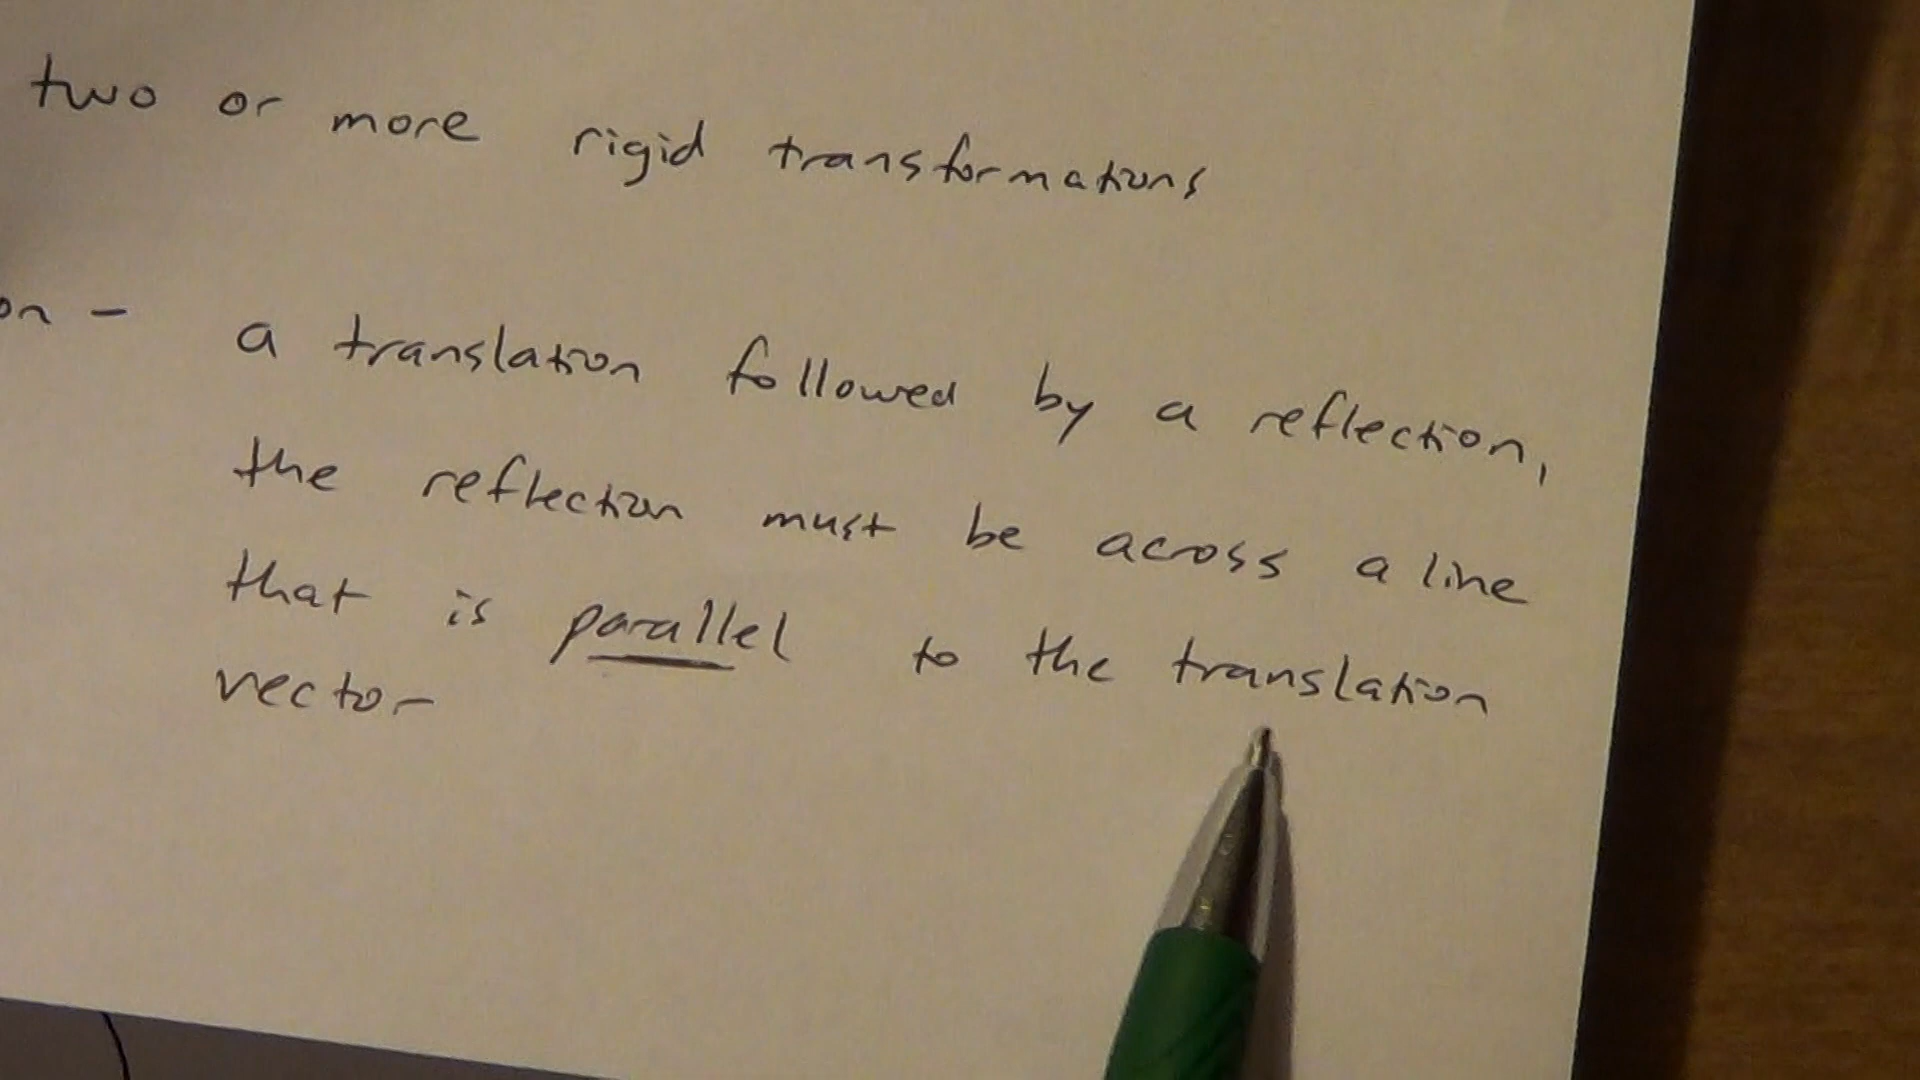 two or more rigid transformations
on - a translation followed by a reflection,
the reflection must be across a line
that is parallel to the translation
vector